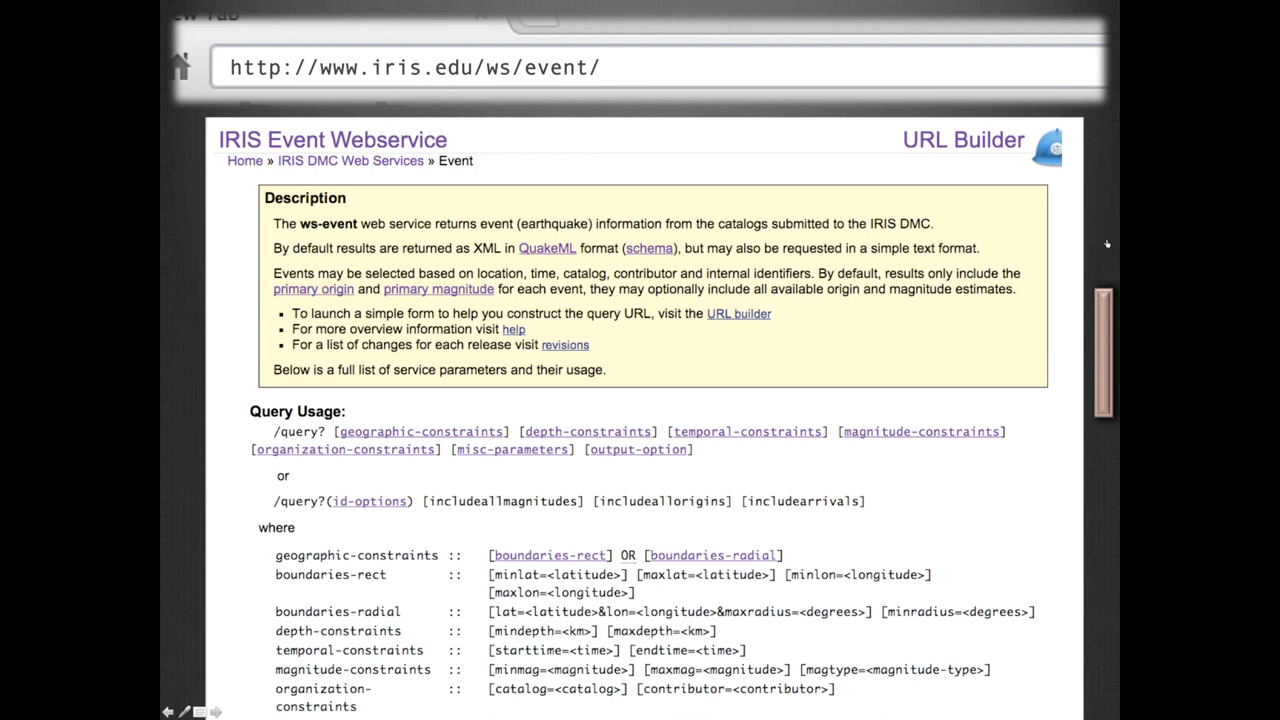 http://www.iris.edu/ws/event/
IRIS Event Webservice
URL Builder
Home » IRIS DMC Web Services » Event
Description
The ws-event web service returns event (earthquake) information from the catalogs submitted to the IRIS DMC.
By default results are returned as XML in QuakeML format (schema), but may also be requested in a simple text format.
Events may be selected based on location, time, catalog, contributor and internal identifiers. By default, results only include the
primary origin and primary magnitude for each event, they may optionally include all available origin and magnitude estimates.
▪ To launch a simple form to help you construct the query URL, visit the URL builder
▪ For more overview information visit help
▪ For a list of changes for each release visit revisions
Below is a full list of service parameters and their usage.
Query Usage:
/query? [geographic-constraints] [depth-constraints] [temporal-constraints] [magnitude-constraints]
[organization-constraints] [misc-parameters] [output-option]
or
/query?(id-options) [includeallmagnitudes] [includeallorigins] [includearrivals]
where
geographic-constraints :: [boundaries-rect] OR [boundaries-radial]
boundaries-rect :: [minlat=<latitude>] [maxlat=<latitude>] [minlon=<longitude>]
[maxlon=<longitude>]
boundaries-radial :: [lat=<latitude>&lon=<longitude>&maxradius=<degrees>] [minradius=<degrees>]
depth-constraints :: [mindepth=<km>] [maxdepth=<km>]
temporal-constraints :: [starttime=<time>] [endtime=<time>]
magnitude-constraints :: [minmag=<magnitude>] [maxmag=<magnitude>] [magtype=<magnitude-type>]
organization- :: [catalog=<catalog>] [contributor=<contributor>]
constraints